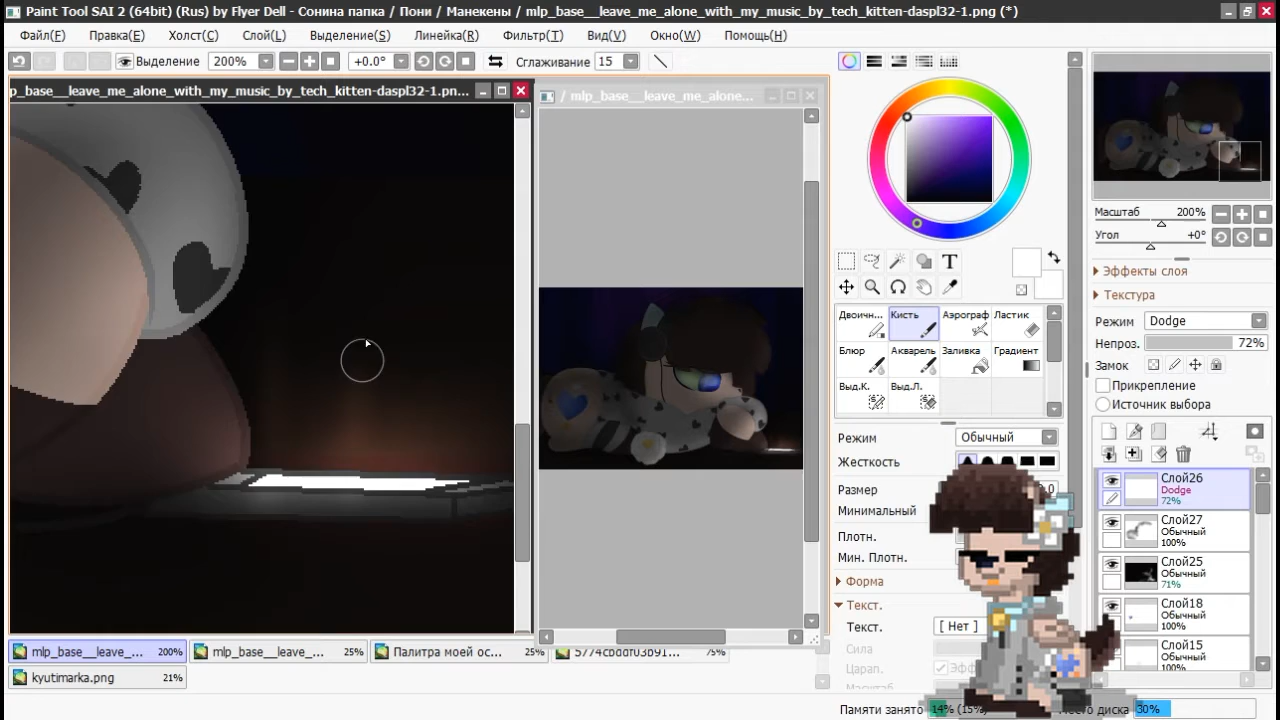 Paint Tool SAI 2 (64bit) (Rus) by Flyer Dell - Сонина папка / Пони / Манекены / mlp_base__leave_me_alone_with_my_music_by_tech_kitten-daspl32-1.png (*)
Файл(F) Правка(E) Холст(C) Слой(L) Выделение(S) Линейка(R) Фильтр(T) Вид(V) Окно(W) Помощь(H)
Выделение 200% +0.0° Сглаживание 15
p_base__leave_me_alone_with_my_music_by_tech_kitten-daspl32-1.pn...
/ mlp_base__leave_me_alone...
Масштаб 200%
Угол +0°
Эффекты слоя
Текстура
Режим Dodge
Непроз. 72%
Замок
Прикрепление
Источник выбора
T
Двоичн... Кисть Аэрограф Ластик
Блюр Акварель Заливка Градиент
Выд.К. Выд.Л.
Режим Обычный
Жесткость
Размер
Минимальный
Плотн.
Мин. Плотн.
Форма
Текст.
Текст. [ Нет ]
Сила
Царап.
Масштаб
Слой26
Dodge
72%
Слой27
Обычный
100%
Слой25
Обычный
71%
Слой18
Обычный
100%
Слой15
Обычный
mlp_base__leave_... 200%
mlp_base__leave_... 25%
Палитра моей ос... 25%
75%
kyutimarka.png 21%
Памяти занято 14% (15%)
диска 30%